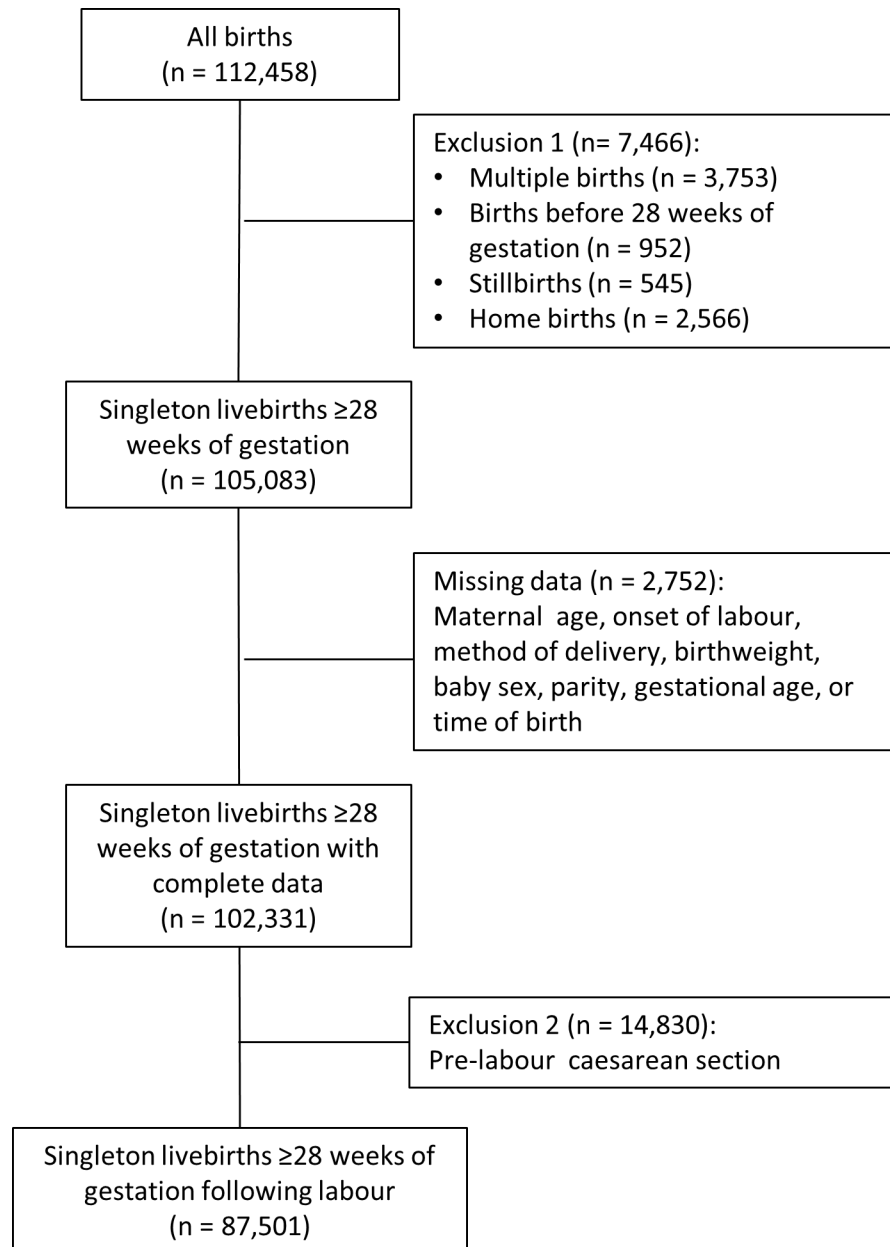 All births
(n = 112,458)
Exclusion 1 (n= 7,466):
• Multiple births (n = 3,753)
• Births before 28 weeks of
gestation (n = 952)
• Stillbirths (n = 545)
• Home births (n = 2,566)
Singleton livebirths ≥28
weeks of gestation
(n = 105,083)
Missing data (n = 2,752):
Maternal  age, onset of labour,
method of delivery, birthweight,
baby sex, parity, gestational age, or
time of birth
Singleton livebirths ≥28
weeks of gestation with
complete data
(n = 102,331)
Exclusion 2 (n = 14,830):
Pre-labour  caesarean section
Singleton livebirths ≥28 weeks of
gestation following labour
(n = 87,501)